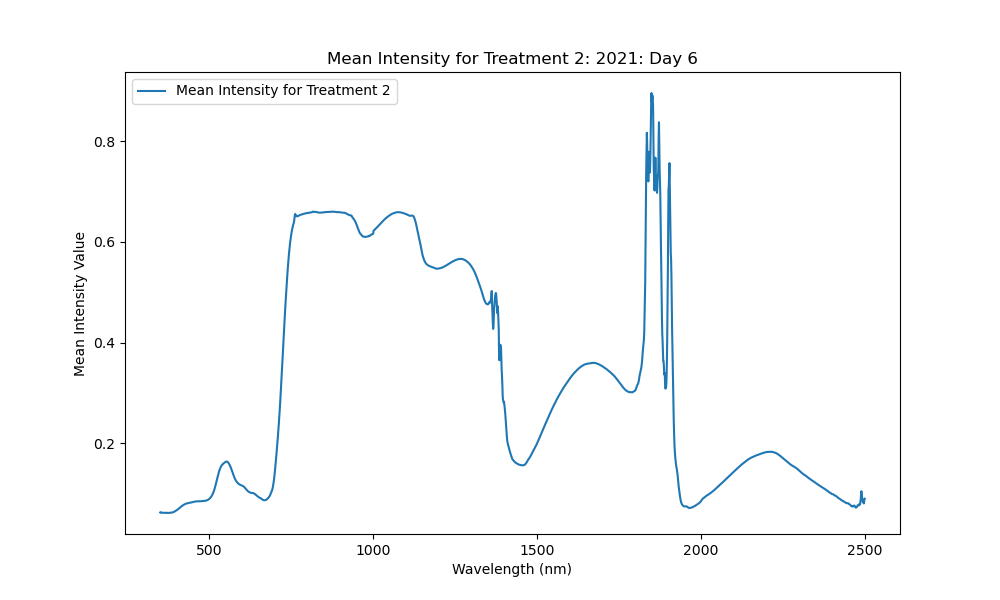 Mean Intensity for Treatment 2: 2021: Day 6
Mean Intensity for Treatment 2
Mean Intensity Value
0.8
0.6
0.4
0.2
500 1000 1500 2000 2500
Wavelength (nm)